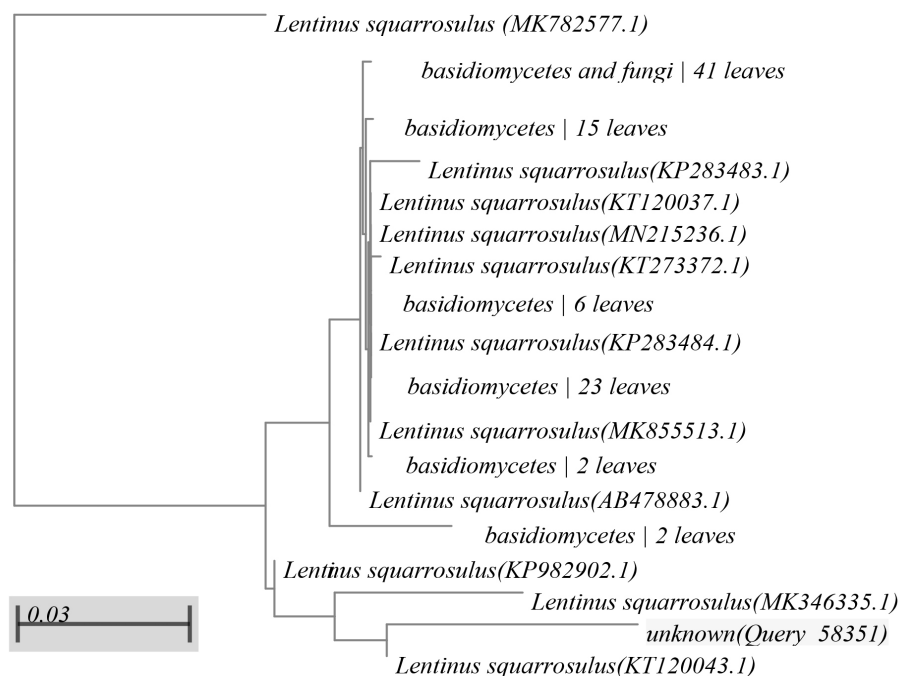 Lentinus squarrosulus (MK782577.1)
basidiomycetes and fungi | 41 leaves
basidiomycetes | 15 leaves
Lentinus squarrosulus(KP283483.1)
Lentinus squarrosulus(KT120037.1)
Lentinus squarrosulus(MN215236.1)
Lentinus squarrosulus(KT273372.1)
basidiomycetes | 6 leaves
Lentinus squarrosulus(KP283484.1)
basidiomycetes | 23 leaves
Lentinus squarrosulus(MK855513.1)
basidiomycetes | 2 leaves
Lentinus squarrosulus(AB478883.1)
basidiomycetes | 2 leaves
Lentinus squarrosulus(KP982902.1)
Lentinus squarrosulus(MK346335.1)
0.03
unknown(Query 58351)
Lentinus squarrosulus(KT120043.1)